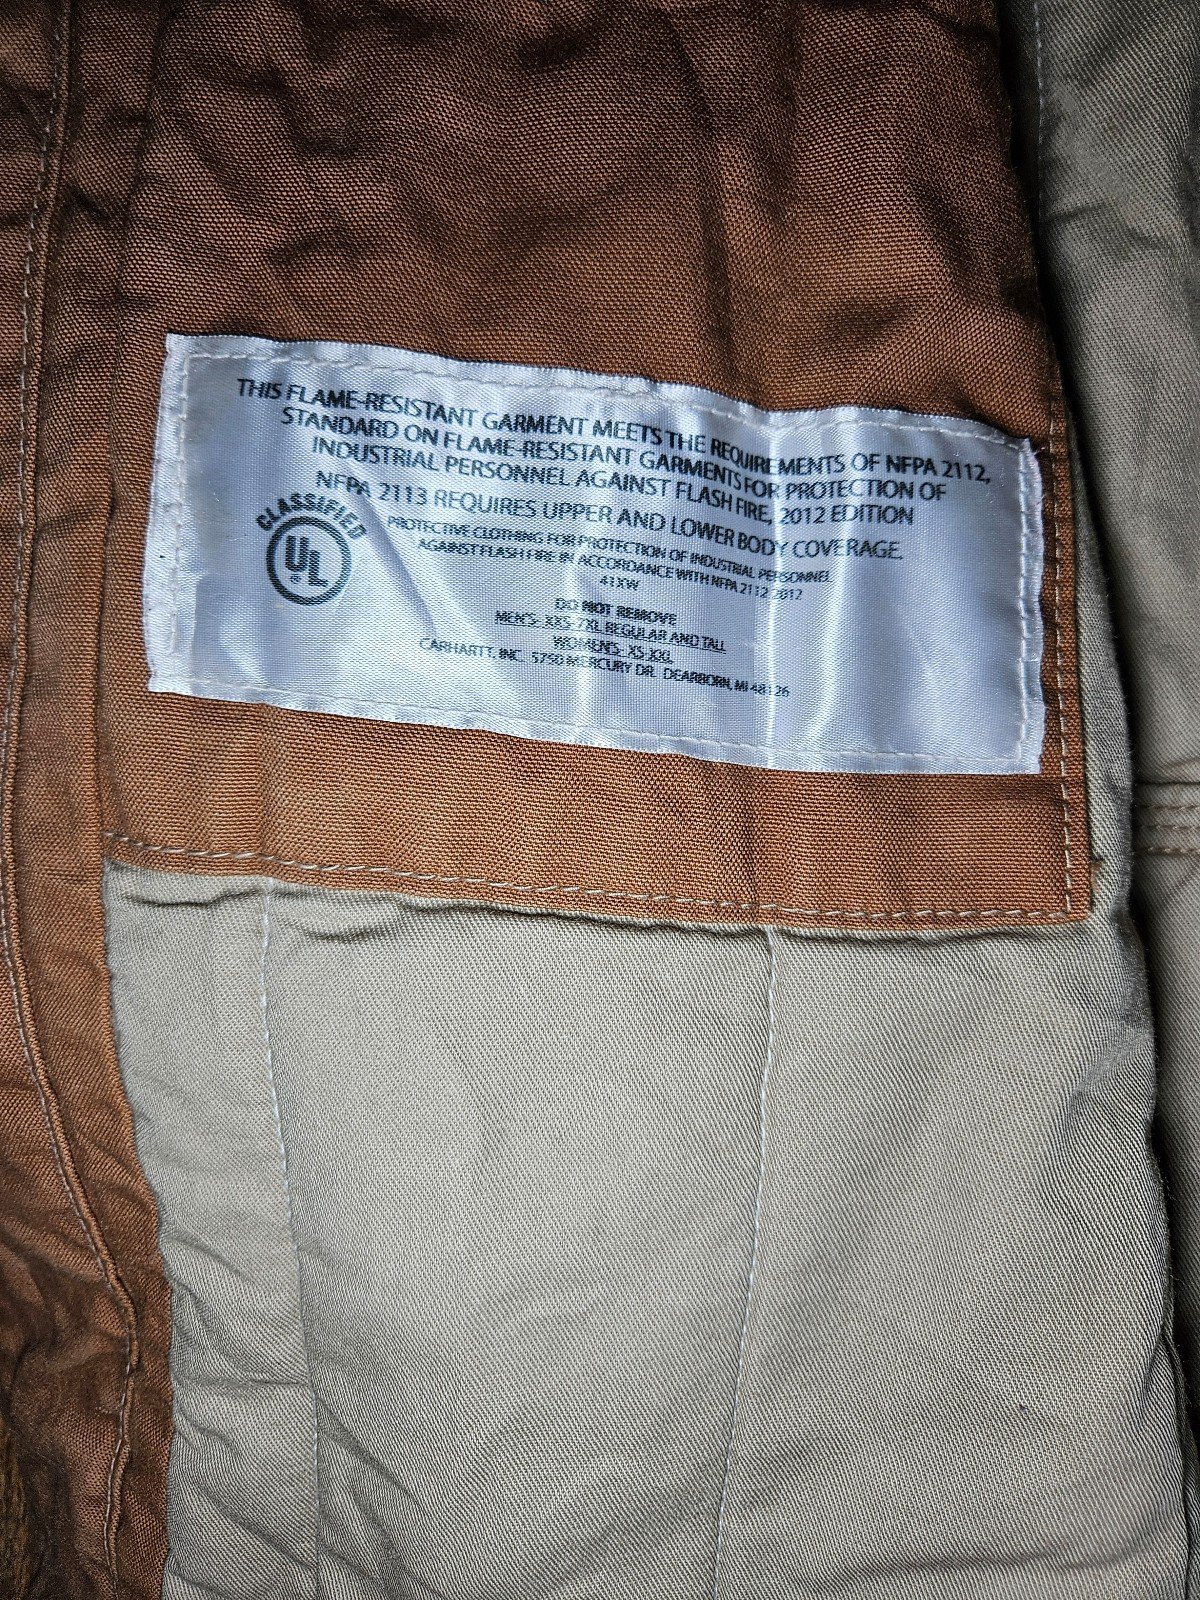 THIS FLAME-RESISTANT GARMENT MEETS THE REQUIREMENTS OF NFPA 2112,
STANDARD ON FLAME-RESISTANT GARMENTS FOR PROTECTION OF
INDUSTRIAL PERSONNEL AGAINST FLASH FIRE, 2012 EDITION
NFPA 2113 REQUIRES UPPER AND LOWER BODY COVERAGE.
CLASSIFIED
UL
®
PROTECTIVE CLOTHING FOR PROTECTION OF INDUSTRIAL PERSONNEL
AGAINST FLASH FIRE IN ACCORDANCE WITH NFPA 2112 2012
41XW
DO NOT REMOVE
MEN'S- XXS-7XL REGULAR AND TALL
WOMEN'S- XS-XXL
CARHARTT, INC. 5750 MERCURY DR. DEARBORN, MI 48126